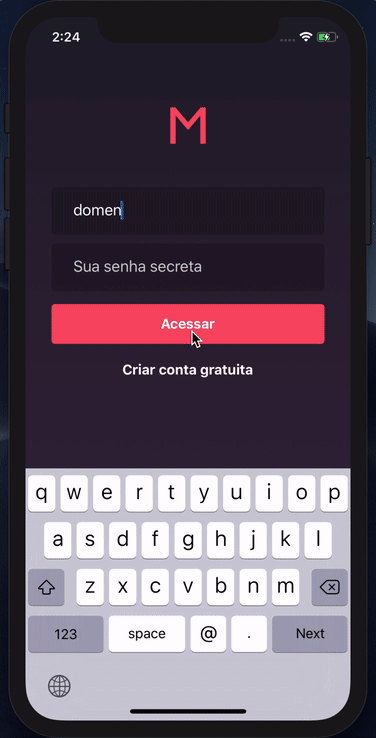 2:24
M
domen
Sua senha secreta
Acessar
Criar conta gratuita
q w e r t y u i o p
a s d f g h j k l
z x c v b n m
123 space @ . Next